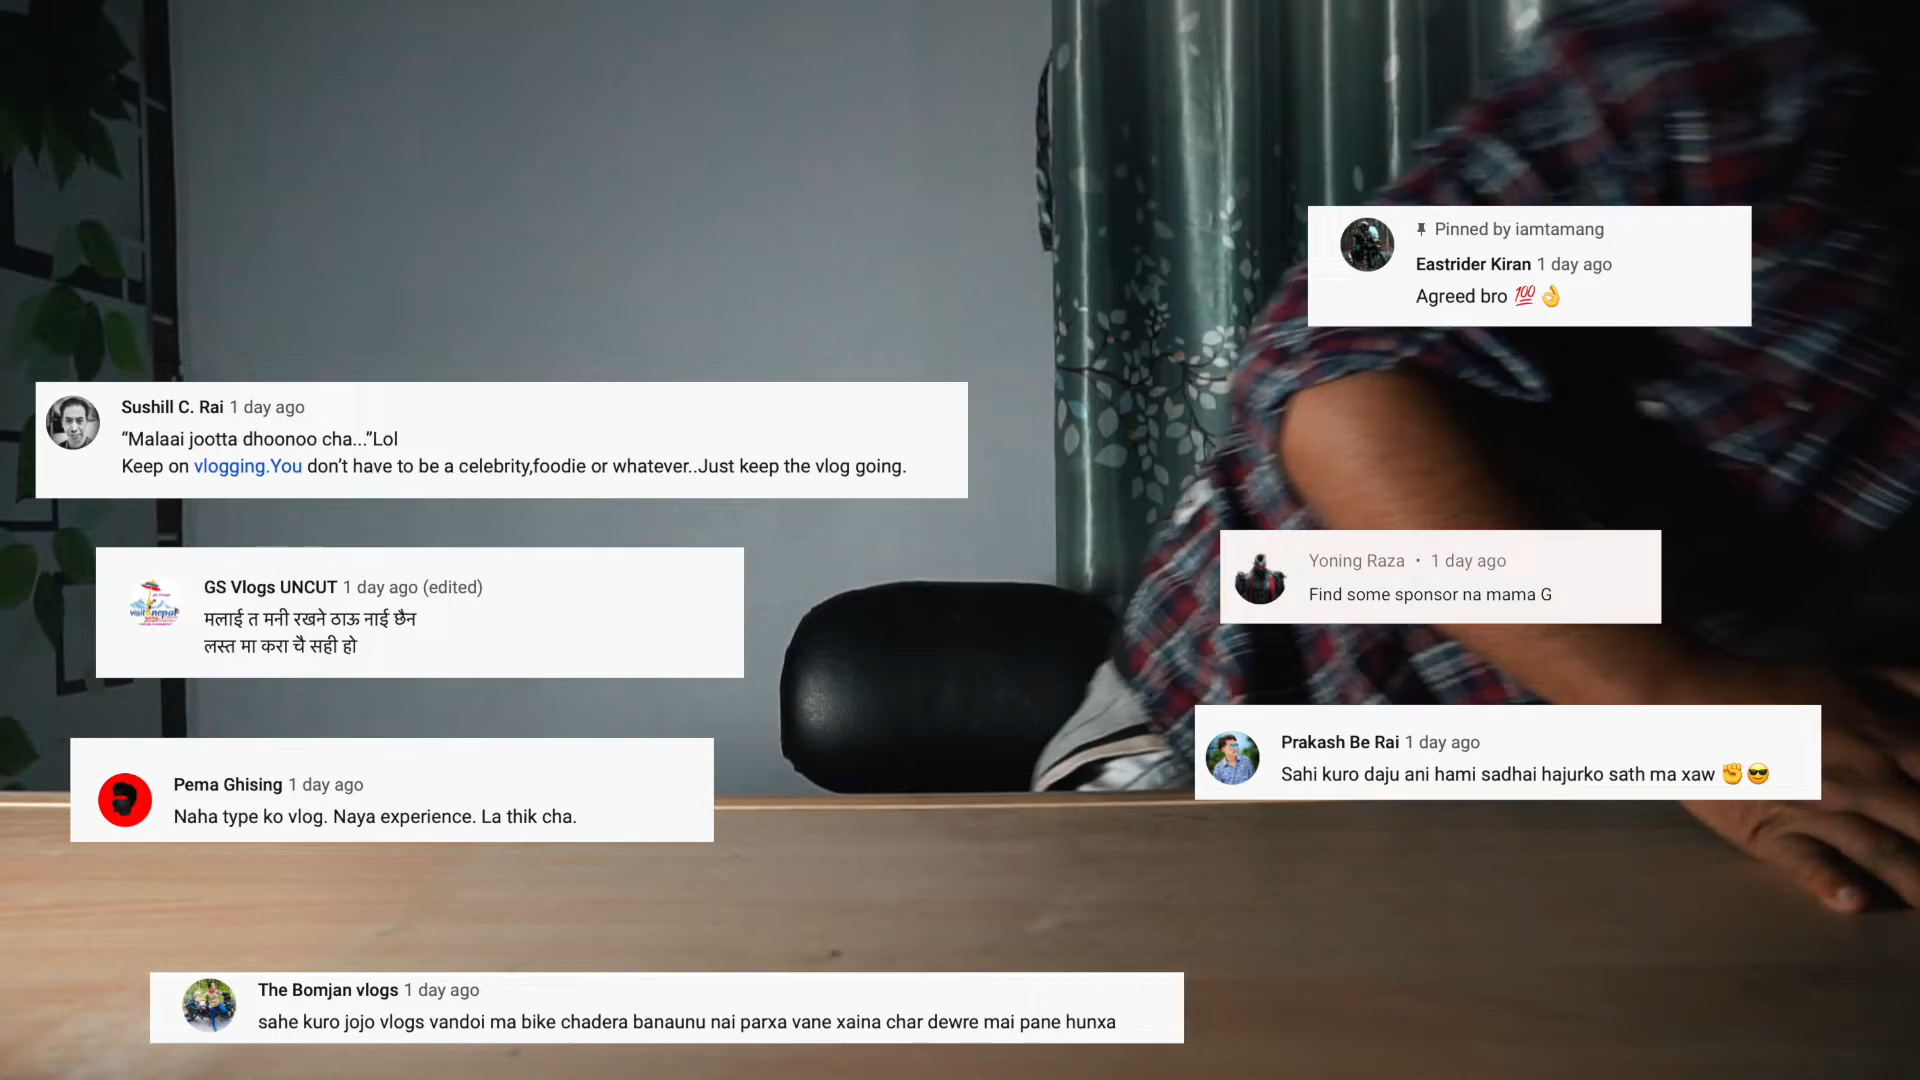 Pinned by iamtamang
Eastrider Kiran 1 day ago
Agreed bro 💯 👌
Sushill C. Rai 1 day ago
“Malaai jootta dhoonoo cha...”Lol
Keep on vlogging.You don’t have to be a celebrity,foodie or whatever..Just keep the vlog going.
GS Vlogs UNCUT 1 day ago (edited)
मलाई त मनी रखने ठाऊ नाई छैन
लस्त मा करा चै सही हो
Yoning Raza • 1 day ago
Find some sponsor na mama G
Pema Ghising 1 day ago
Naha type ko vlog. Naya experience. La thik cha.
Prakash Be Rai 1 day ago
Sahi kuro daju ani hami sadhai hajurko sath ma xaw ✊😎
The Bomjan vlogs 1 day ago
sahe kuro jojo vlogs vandoi ma bike chadera banaunu nai parxa vane xaina char dewre mai pane hunxa